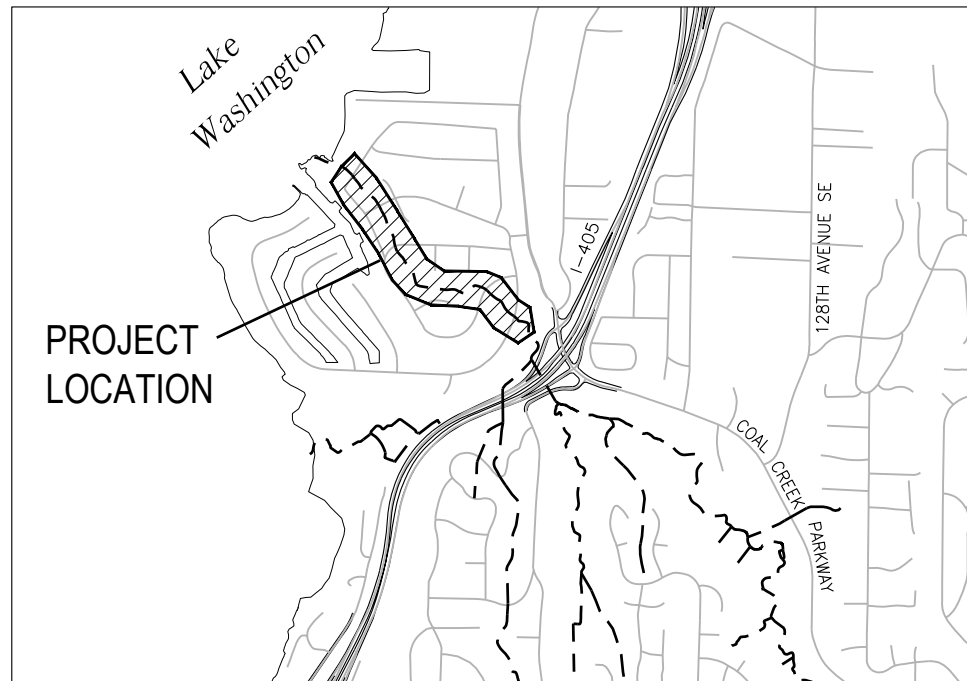 Lake
Washington
I-405
128TH AVENUE SE
PROJECT
LOCATION
COAL CREEK PARKWAY